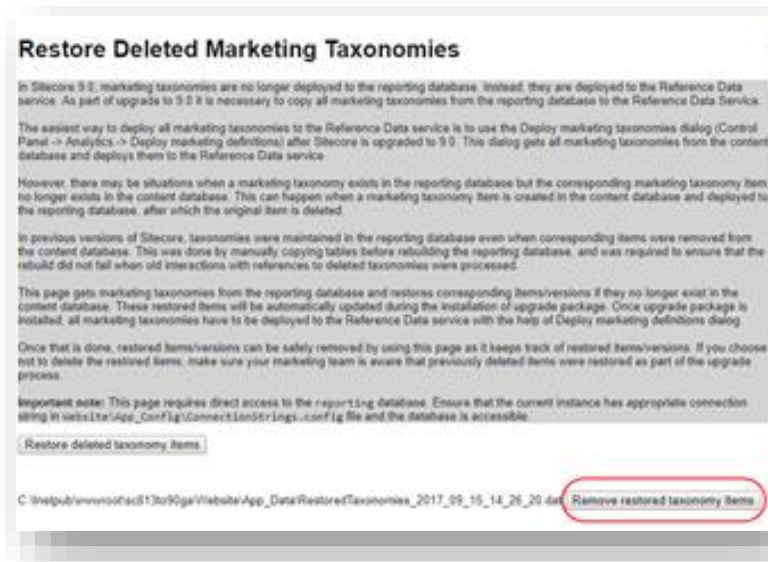 Restore Deleted Marketing Taxonomies
In Sitecore 9.0, marketing taxonomies are no longer deployed to the reporting database. Instead, they are deployed to the Reference Data
service. As part of upgrade to 9.0 it is necessary to copy all marketing taxonomies from the reporting database to the Reference Data Service.
The easiest way to deploy all marketing taxonomies to the Reference Data service is to use the Deploy marketing taxonomies dialog (Control
Panel -> Analytics -> Deploy marketing definitions) after Sitecore is upgraded to 9.0. This dialog gets all marketing taxonomies from the content
database and deploys them to the Reference Data service.
However, there may be situations when a marketing taxonomy exists in the reporting database but the corresponding marketing taxonomy item
no longer exists in the content database. This can happen when a marketing taxonomy item is created in the content database and deployed to
the reporting database, after which the original item is deleted.
In previous versions of Sitecore, taxonomies were maintained in the reporting database even when corresponding items were removed from
the content database. This was done by manually copying tables before rebuilding the reporting database, and was required to ensure that the
rebuild did not fail when old interactions with references to deleted taxonomies were processed.
This page gets marketing taxonomies from the reporting database and restores corresponding items/versions if they no longer exist in the
content database. These restored items will be automatically updated during the installation of upgrade package. Once upgrade package is
installed, all marketing taxonomies have to be deployed to the Reference Data service with the help of Deploy marketing definitions dialog.
Once that is done, restored items/versions can be safely removed by using this page as it keeps track of restored items/versions. If you choose
not to delete the restored items, make sure your marketing team is aware that previously deleted items were restored as part of the upgrade
process.
Important note: This page requires direct access to the reporting database. Ensure that the current instance has appropriate connection
string in website\App_Config\ConnectionStrings.config file and the database is accessible.
Restore deleted taxonomy items
C:\Inetpub\wwwroot\sc813to90ga\Website\App_Data\RestoredTaxonomies_2017_09_15_14_26_20.dat Remove restored taxonomy items